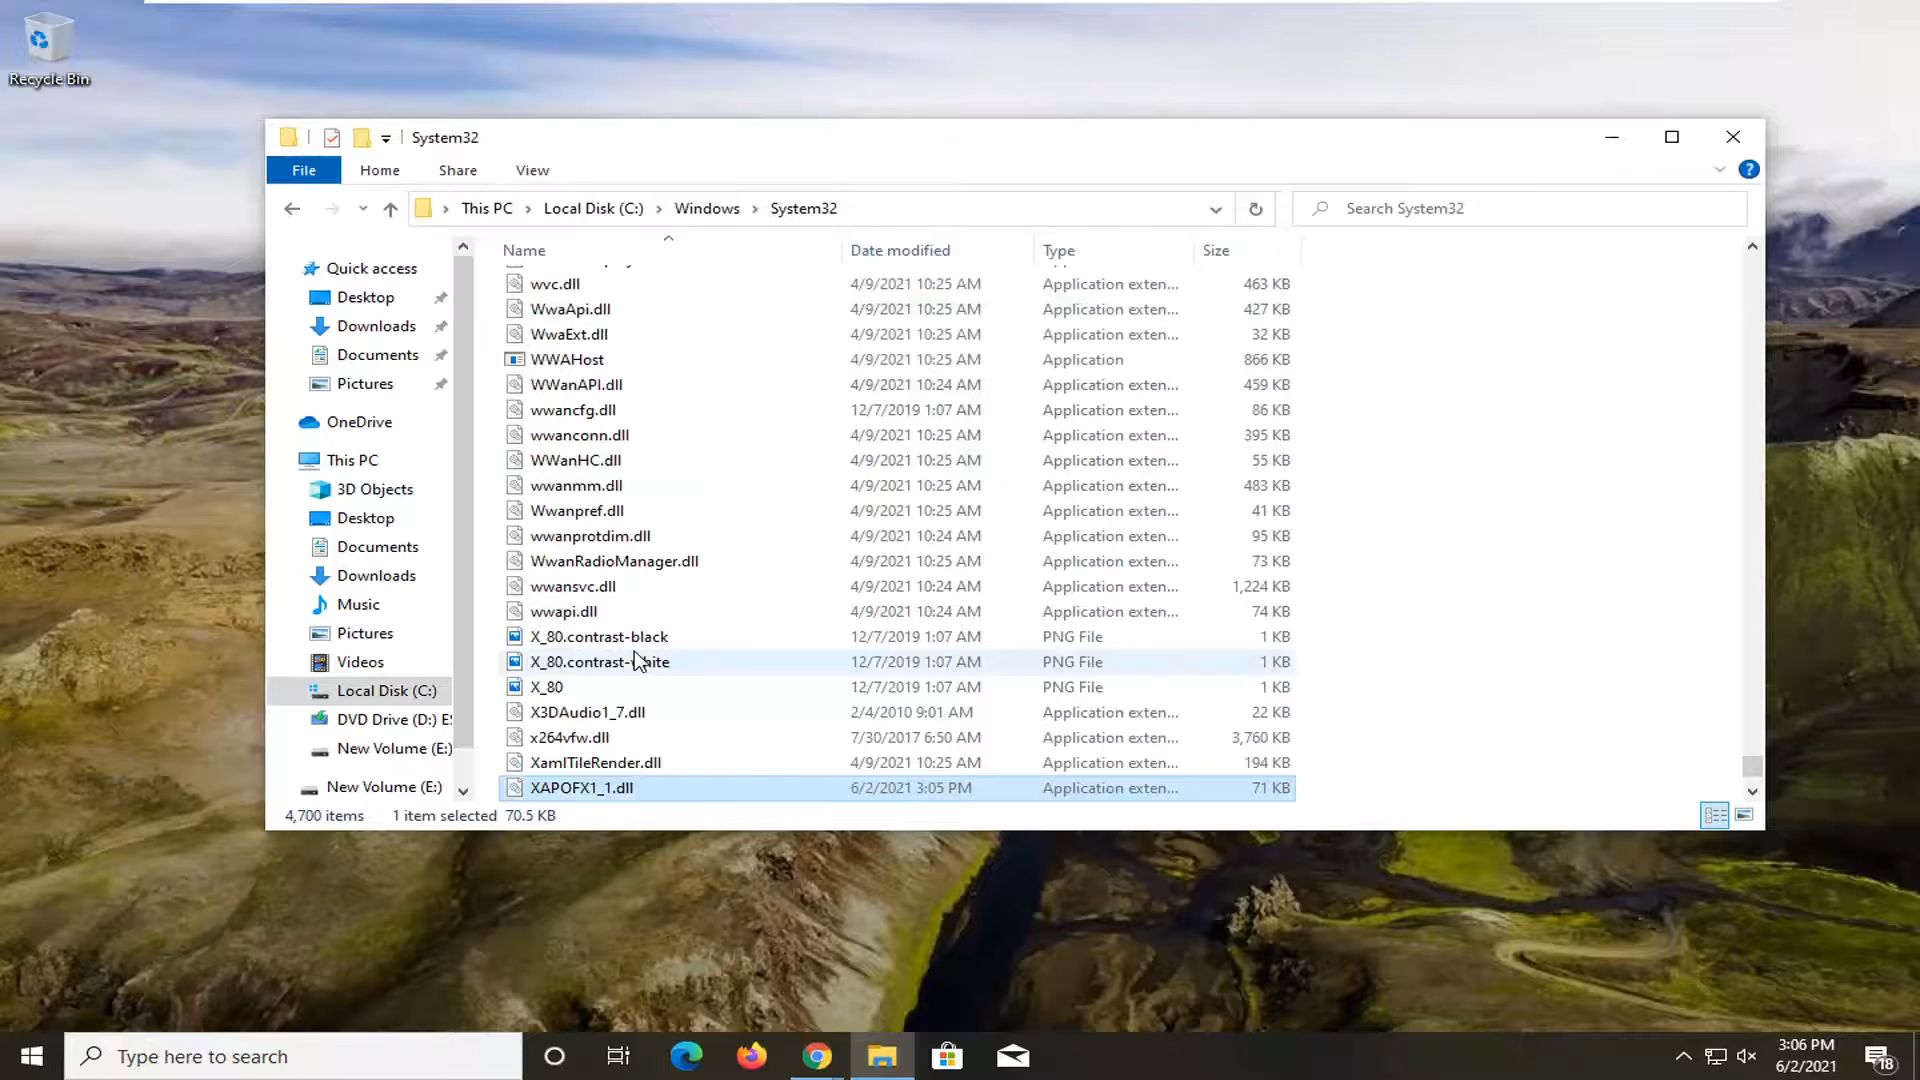 Recycle Bin
System32
File Home Share View
This PC Local Disk (C:) Windows System32
Search System32
Name Date modified Type Size
Quick access
Desktop
Downloads
Documents
Pictures
OneDrive
This PC
3D Objects
Desktop
Documents
Downloads
Music
Pictures
Videos
Local Disk (C:)
DVD Drive (D:) E
New Volume (E:)
New Volume (E:)
wvc.dll 4/9/2021 10:25 AM Application exten... 463 KB
WwaApi.dll 4/9/2021 10:25 AM Application exten... 427 KB
WwaExt.dll 4/9/2021 10:25 AM Application exten... 32 KB
WWAHost 4/9/2021 10:25 AM Application 866 KB
WWanAPI.dll 4/9/2021 10:24 AM Application exten... 459 KB
wwancfg.dll 12/7/2019 1:07 AM Application exten... 86 KB
wwanconn.dll 4/9/2021 10:25 AM Application exten... 395 KB
WWanHC.dll 4/9/2021 10:25 AM Application exten... 55 KB
wwanmm.dll 4/9/2021 10:25 AM Application exten... 483 KB
Wwanpref.dll 4/9/2021 10:25 AM Application exten... 41 KB
wwanprotdim.dll 4/9/2021 10:24 AM Application exten... 95 KB
WwanRadioManager.dll 4/9/2021 10:25 AM Application exten... 73 KB
wwansvc.dll 4/9/2021 10:24 AM Application exten... 1,224 KB
wwapi.dll 4/9/2021 10:24 AM Application exten... 74 KB
X_80.contrast-black 12/7/2019 1:07 AM PNG File 1 KB
X_80.contrast-white 12/7/2019 1:07 AM PNG File 1 KB
X_80 12/7/2019 1:07 AM PNG File 1 KB
X3DAudio1_7.dll 2/4/2010 9:01 AM Application exten... 22 KB
x264vfw.dll 7/30/2017 6:50 AM Application exten... 3,760 KB
XamlTileRender.dll 4/9/2021 10:25 AM Application exten... 194 KB
XAPOFX1_1.dll 6/2/2021 3:05 PM Application exten... 71 KB
4,700 items 1 item selected 70.5 KB
Type here to search
3:06 PM
6/2/2021
18